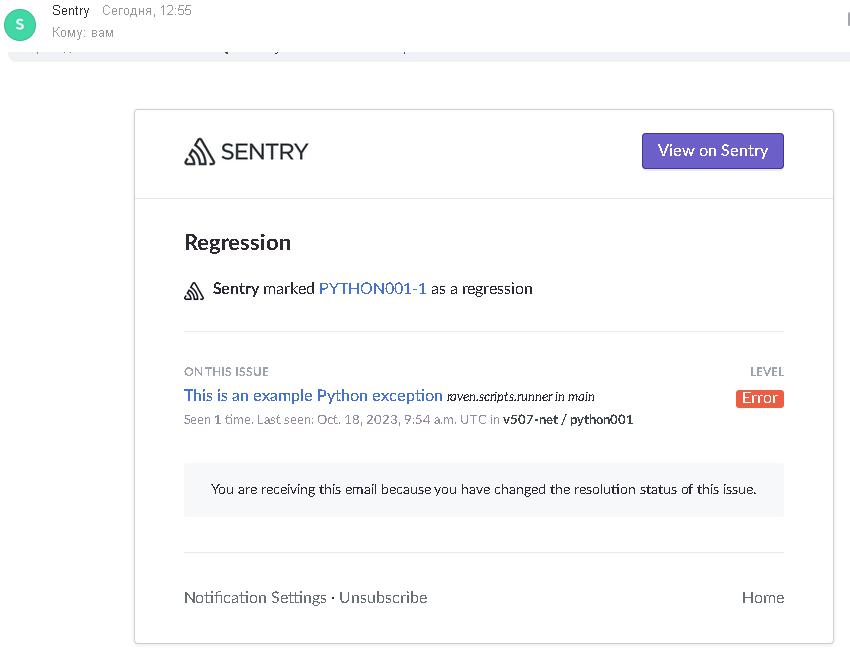 S
Sentry Сегодня, 12:55
Кому: вам
SENTRY
View on Sentry
Regression
Sentry marked PYTHON001-1 as a regression
ON THIS ISSUE
LEVEL
This is an example Python exception raven.scripts.runner in main
Error
Seen 1 time. Last seen: Oct. 18, 2023, 9:54 a.m. UTC in v507-net / python001
You are receiving this email because you have changed the resolution status of this issue.
Notification Settings · Unsubscribe
Home